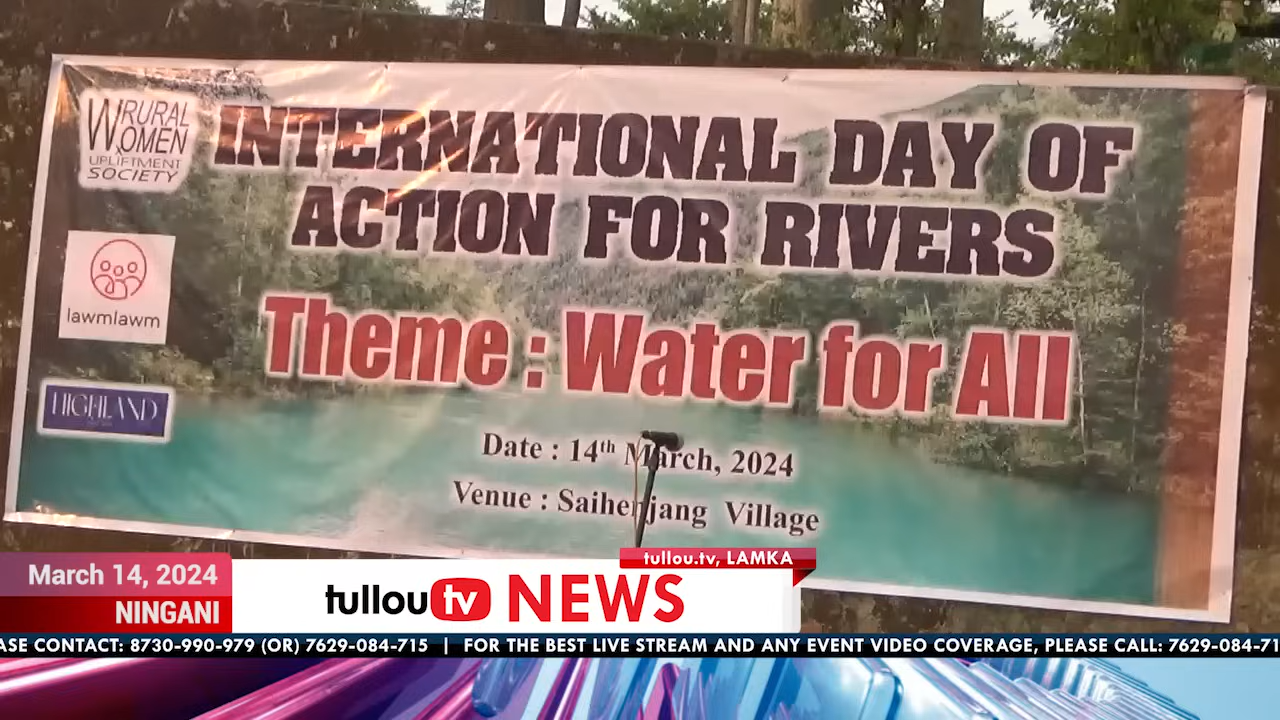 RURAL
WOMEN
UPLIFTMENT
SOCIETY
INTERNATIONAL DAY OF
ACTION FOR RIVERS
lawmlawm
Theme : Water for All
HIGHLAND
Date : 14th March, 2024
Venue : Saihenjang Village
tullou.tv, LAMKA
March 14, 2024
NINGANI
tullou tv NEWS
ASE CONTACT: 8730-990-979 (OR) 7629-084-715 | FOR THE BEST LIVE STREAM AND ANY EVENT VIDEO COVERAGE, PLEASE CALL: 7629-084-71